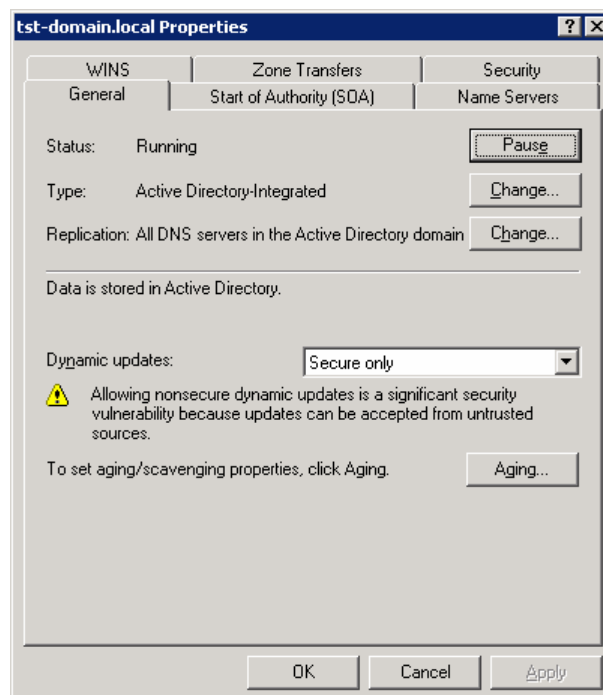 tst-domain.local Properties
WINS
Zone Transfers
Security
General
Start of Authority (SOA)
Name Servers
Status: Running
Pause
Type: Active Directory-Integrated
Change...
Replication: All DNS servers in the Active Directory domain
Change...
Data is stored in Active Directory.
Dynamic updates:
Secure only
Allowing nonsecure dynamic updates is a significant security
vulnerability because updates can be accepted from untrusted
sources.
To set aging/scavenging properties, click Aging.
Aging...
OK
Cancel
Apply